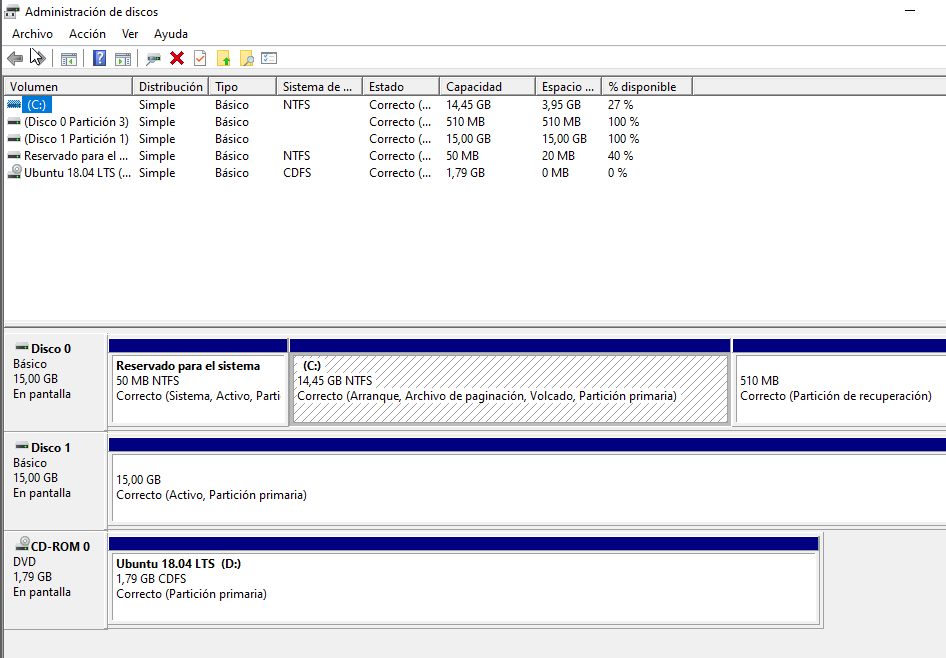 Administración de discos
Archivo Acción Ver Ayuda
Volumen Distribución Tipo Sistema de ... Estado Capacidad Espacio ... % disponible
(C:) Simple Básico NTFS Correcto (... 14,45 GB 3,95 GB 27 %
(Disco 0 Partición 3) Simple Básico Correcto (... 510 MB 510 MB 100 %
(Disco 1 Partición 1) Simple Básico Correcto (... 15,00 GB 15,00 GB 100 %
Reservado para el ... Simple Básico NTFS Correcto (... 50 MB 20 MB 40 %
Ubuntu 18.04 LTS (... Simple Básico CDFS Correcto (... 1,79 GB 0 MB 0 %
Disco 0
Básico
15,00 GB
En pantalla
Reservado para el sistema
50 MB NTFS
Correcto (Sistema, Activo, Parti
(C:)
14,45 GB NTFS
Correcto (Arranque, Archivo de paginación, Volcado, Partición primaria)
510 MB
Correcto (Partición de recuperación)
Disco 1
Básico
15,00 GB
En pantalla
15,00 GB
Correcto (Activo, Partición primaria)
CD-ROM 0
DVD
1,79 GB
En pantalla
Ubuntu 18.04 LTS (D:)
1,79 GB CDFS
Correcto (Partición primaria)